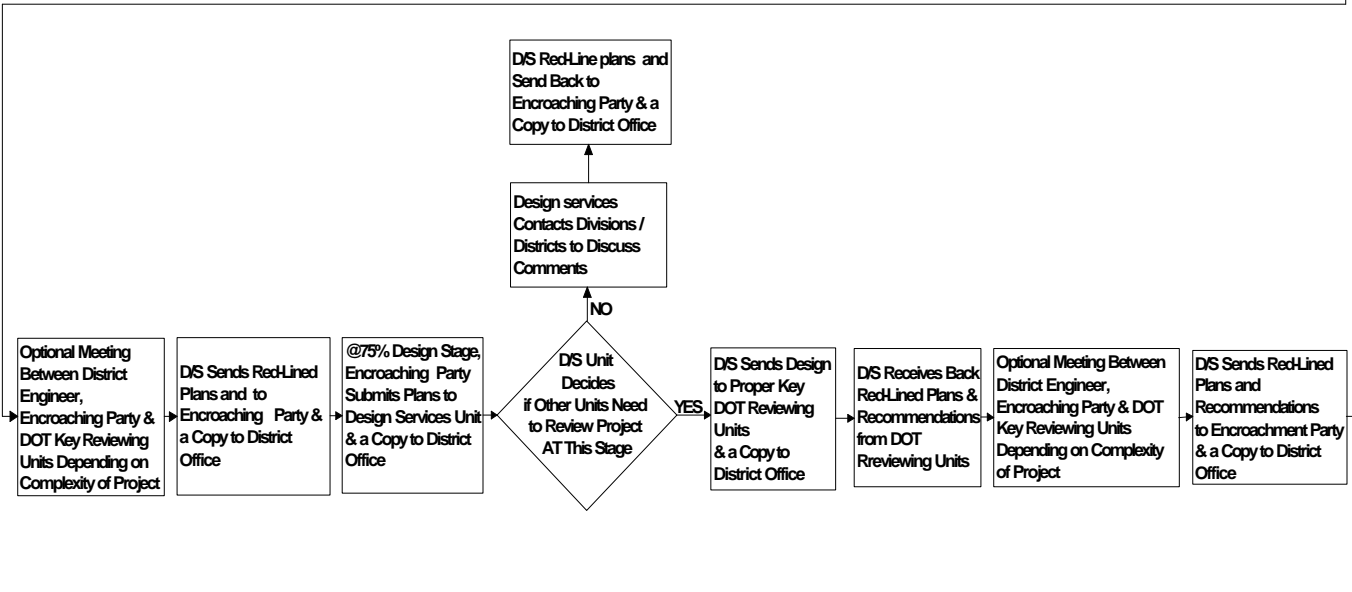 D/S Red-Line plans and
Send Back to
Encroaching Party & a
Copy to District Office
Design services
Contacts Divisions /
Districts to Discuss
Comments
NO
Optional Meeting
Between District
Engineer,
Encroaching Party &
DOT Key Reviewing
Units Depending on
Complexity of Project
D/S Sends Red-Lined
Plans and to
Encroaching Party &
a Copy to District
Office
@75% Design Stage,
Encroaching Party
Submits Plans to
Design Services Unit
& a Copy to District
Office
D/S Unit
Decides
if Other Units Need
to Review Project
AT This Stage
YES
D/S Sends Design
to Proper Key
DOT Reviewing
Units
& a Copy to
District Office
D/S Receives Back
Red-Lined Plans &
Recommendations
from DOT
Rreviewing Units
Optional Meeting Between
District Engineer,
Encroaching Party & DOT
Key Reviewing Units
Depending on Complexity
of Project
D/S Sends Red-Lined
Plans and
Recommendations
to Encroachment Party
& a Copy to District
Office